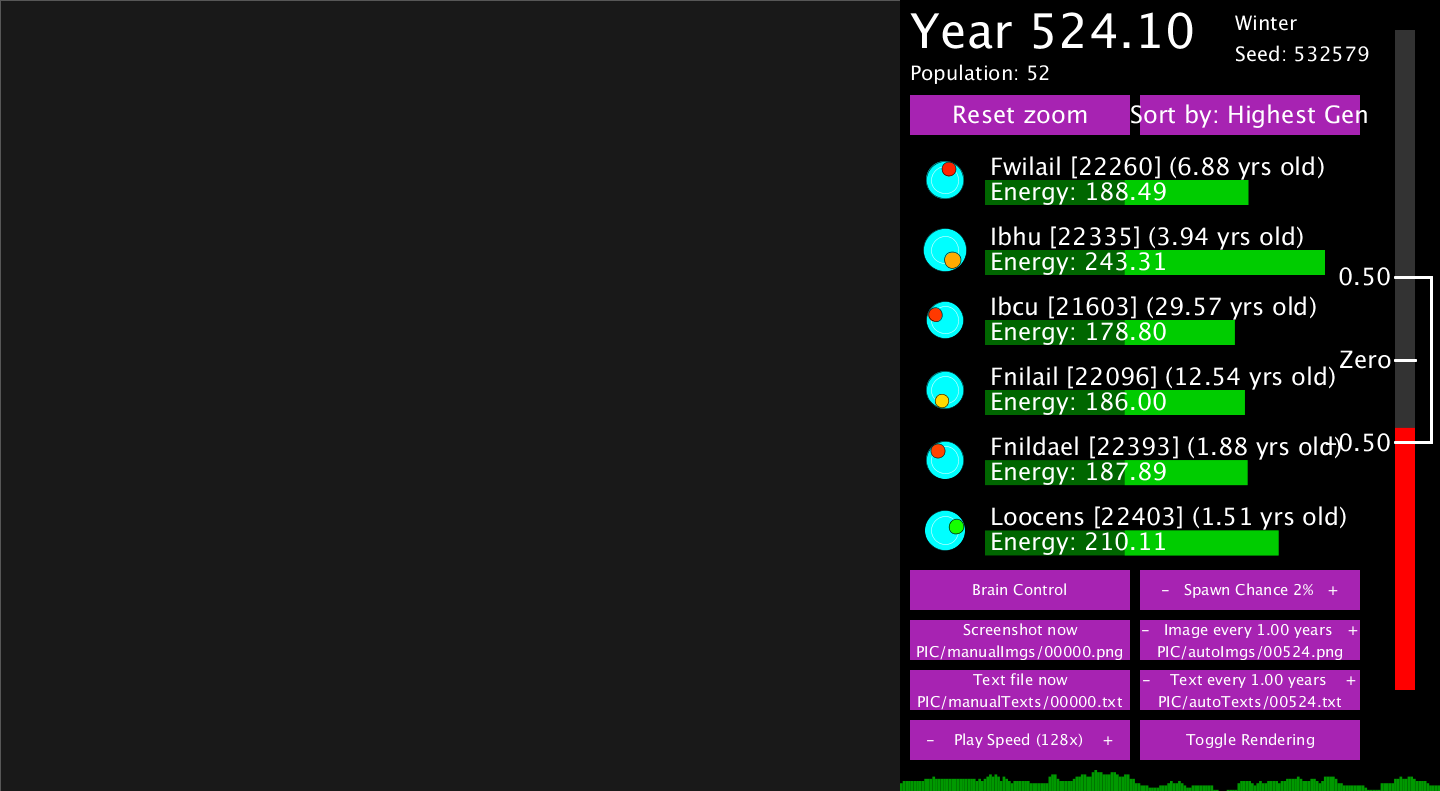 Year 524.10
Winter
Seed: 532579
Population: 52
Reset zoom
Sort by: Highest Gen
Fwilail [22260] (6.88 yrs old)
Energy: 188.49
Ibhu [22335] (3.94 yrs old)
Energy: 243.31
0.50
Ibcu [21603] (29.57 yrs old)
Energy: 178.80
Zero
Fnilail [22096] (12.54 yrs old)
Energy: 186.00
Fnildael [22393] (1.88 yrs old)
-0.50
Energy: 187.89
Loocens [22403] (1.51 yrs old)
Energy: 210.11
Brain Control
- Spawn Chance 2% +
Screenshot now
PIC/manualImgs/00000.png
- Image every 1.00 years +
PIC/autoImgs/00524.png
Text file now
PIC/manualTexts/00000.txt
- Text every 1.00 years +
PIC/autoTexts/00524.txt
- Play Speed (128x) +
Toggle Rendering